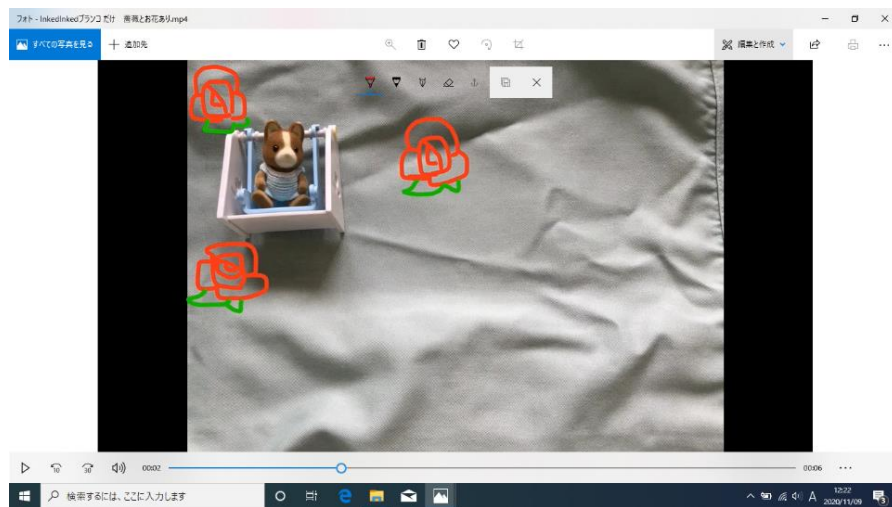 フォト - InkedInkedブランコだけ 薔薇とお花あり.mp4
すべての写真を見る
追加先
編集と作成
10
30
00:02
00:06
検索するには、ここに入力します
A
12:22
2020/11/09
3